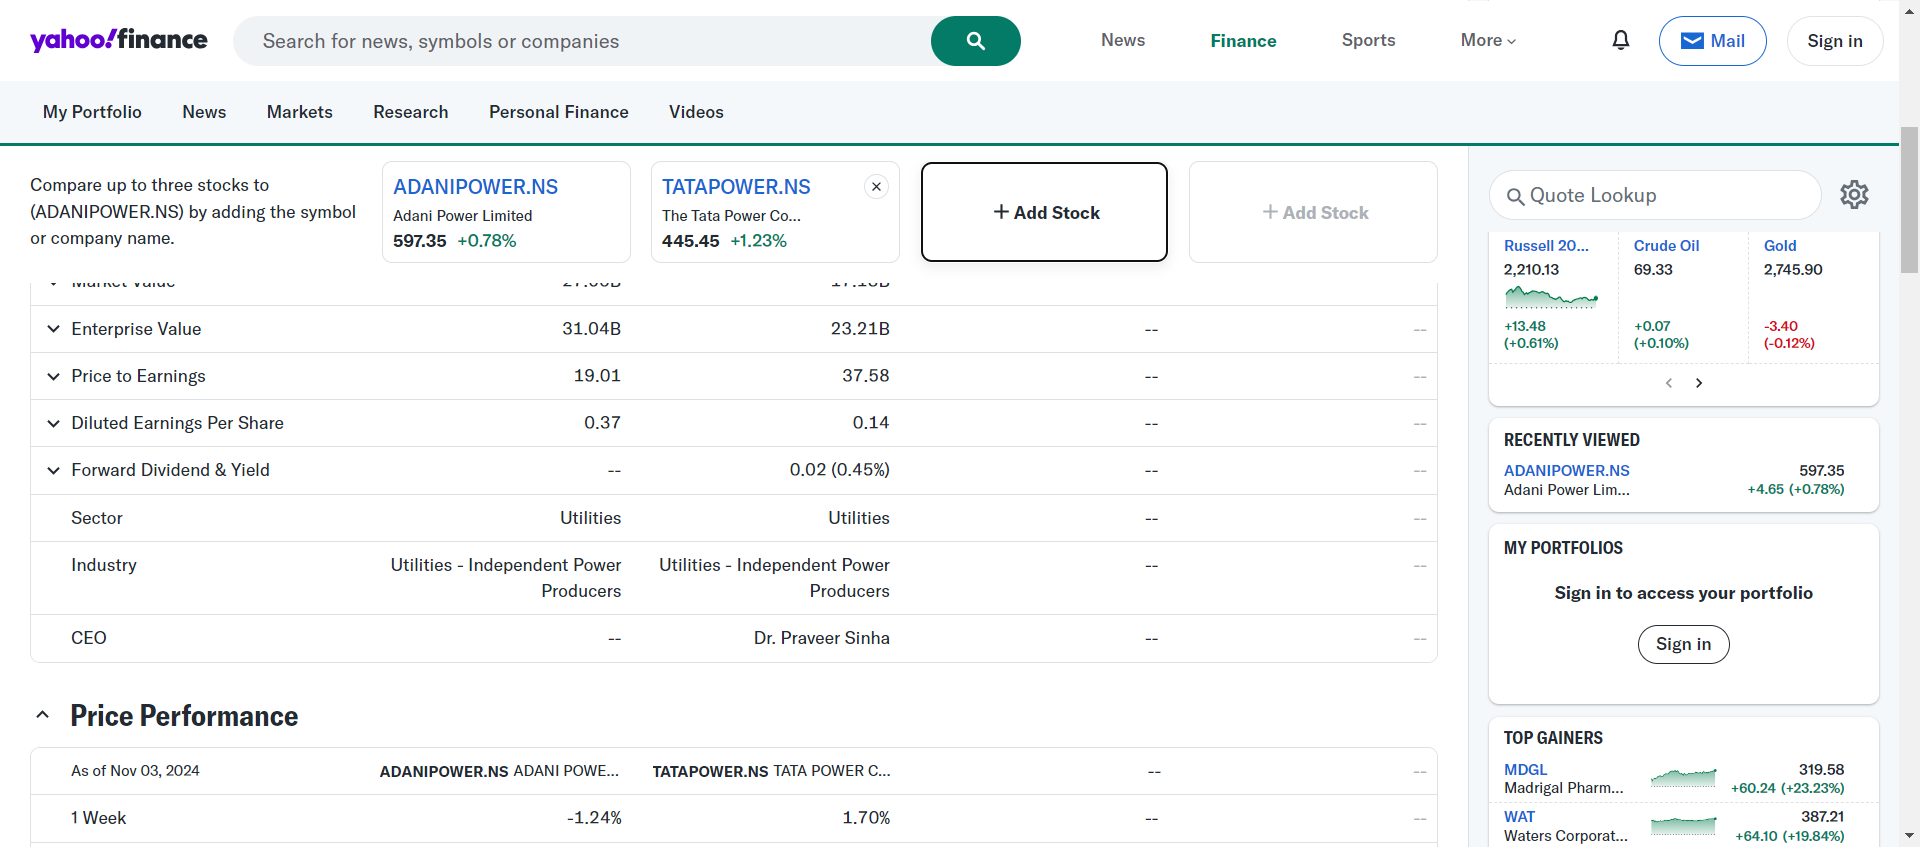 yahoo!finance
Search for news, symbols or companies
News
Finance
Sports
More
Mail
Sign in
My Portfolio
News
Markets
Research
Personal Finance
Videos
Compare up to three stocks to
(ADANIPOWER.NS) by adding the symbol
or company name.
ADANIPOWER.NS
Adani Power Limited
597.35 +0.78%
TATAPOWER.NS
The Tata Power Co...
445.45 +1.23%
+ Add Stock
+ Add Stock
Enterprise Value 31.04B 23.21B -- --
Price to Earnings 19.01 37.58 -- --
Diluted Earnings Per Share 0.37 0.14 -- --
Forward Dividend & Yield -- 0.02 (0.45%) -- --
Sector Utilities Utilities -- --
Industry Utilities - Independent Power Utilities - Independent Power -- --
Producers Producers
CEO -- Dr. Praveer Sinha -- --
Price Performance
As of Nov 03, 2024 ADANIPOWER.NS ADANI POWE... TATAPOWER.NS TATA POWER C... -- --
1 Week -1.24% 1.70% -- --
Quote Lookup
Russell 20... Crude Oil Gold
2,210.13 69.33 2,745.90
+13.48 +0.07 -3.40
(+0.61%) (+0.10%) (-0.12%)
RECENTLY VIEWED
ADANIPOWER.NS 597.35
Adani Power Lim... +4.65 (+0.78%)
MY PORTFOLIOS
Sign in to access your portfolio
Sign in
TOP GAINERS
MDGL 319.58
Madrigal Pharm... +60.24 (+23.23%)
WAT 387.21
Waters Corporat... +64.10 (+19.84%)